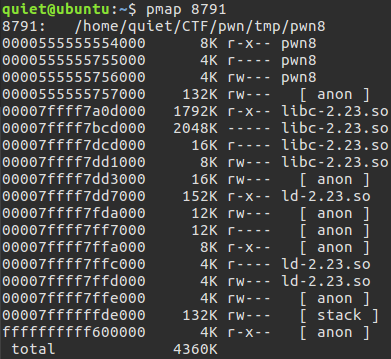 quiet@ubuntu:~$ pmap 8791
8791:   /home/quiet/CTF/pwn/tmp/pwn8
0000555555554000      8K r-x-- pwn8
0000555555755000      4K r---- pwn8
0000555555756000      4K rw--- pwn8
0000555555757000    132K rw---   [ anon ]
00007ffff7a0d000   1792K r-x-- libc-2.23.so
00007ffff7bcd000   2048K ----- libc-2.23.so
00007ffff7dcd000     16K r---- libc-2.23.so
00007ffff7dd1000      8K rw--- libc-2.23.so
00007ffff7dd3000     16K rw---   [ anon ]
00007ffff7dd7000    152K r-x-- ld-2.23.so
00007ffff7fda000     12K rw---   [ anon ]
00007ffff7ff7000     12K r----   [ anon ]
00007ffff7ffa000      8K r-x--   [ anon ]
00007ffff7ffc000      4K r---- ld-2.23.so
00007ffff7ffd000      4K rw--- ld-2.23.so
00007ffff7ffe000      4K rw---   [ anon ]
00007ffffffde000    132K rw---   [ stack ]
ffffffffff600000      4K r-x--   [ anon ]
 total             4360K